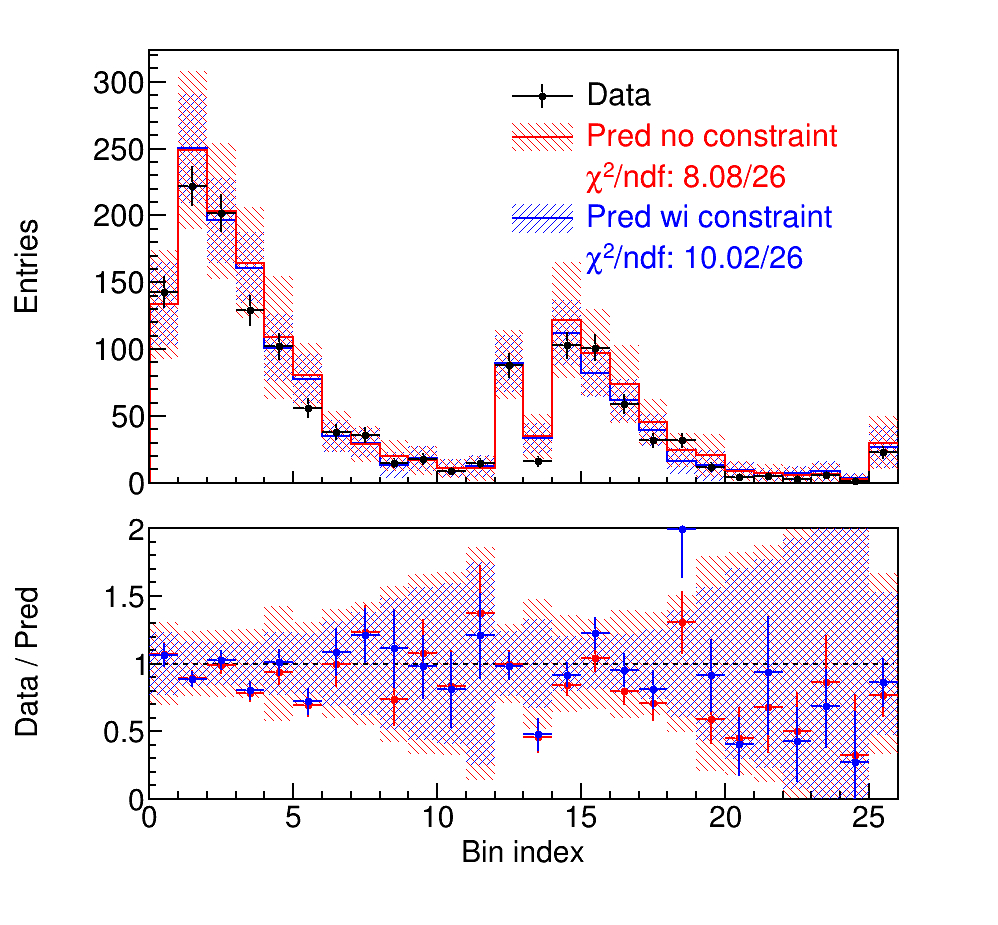 Entries
300
250
200
150
100
50
0
Data
Pred no constraint
χ²/ndf: 8.08/26
Pred wi constraint
χ²/ndf: 10.02/26
Data / Pred
2
1.5
1
0.5
0
0 5 10 15 20 25
Bin index